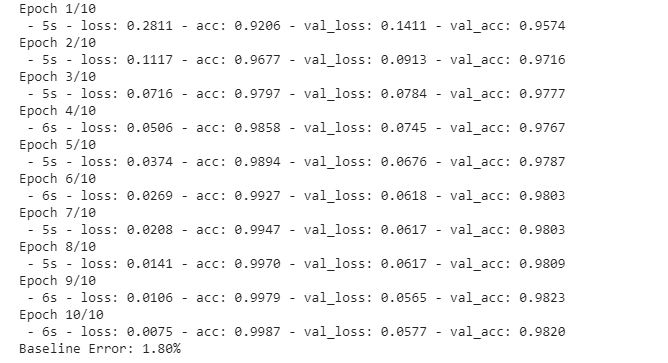 Epoch 1/10
 - 5s - loss: 0.2811 - acc: 0.9206 - val_loss: 0.1411 - val_acc: 0.9574
Epoch 2/10
 - 5s - loss: 0.1117 - acc: 0.9677 - val_loss: 0.0913 - val_acc: 0.9716
Epoch 3/10
 - 5s - loss: 0.0716 - acc: 0.9797 - val_loss: 0.0784 - val_acc: 0.9777
Epoch 4/10
 - 6s - loss: 0.0506 - acc: 0.9858 - val_loss: 0.0745 - val_acc: 0.9767
Epoch 5/10
 - 5s - loss: 0.0374 - acc: 0.9894 - val_loss: 0.0676 - val_acc: 0.9787
Epoch 6/10
 - 6s - loss: 0.0269 - acc: 0.9927 - val_loss: 0.0618 - val_acc: 0.9803
Epoch 7/10
 - 5s - loss: 0.0208 - acc: 0.9947 - val_loss: 0.0617 - val_acc: 0.9803
Epoch 8/10
 - 5s - loss: 0.0141 - acc: 0.9970 - val_loss: 0.0617 - val_acc: 0.9809
Epoch 9/10
 - 6s - loss: 0.0106 - acc: 0.9979 - val_loss: 0.0565 - val_acc: 0.9823
Epoch 10/10
 - 6s - loss: 0.0075 - acc: 0.9987 - val_loss: 0.0577 - val_acc: 0.9820
Baseline Error: 1.80%